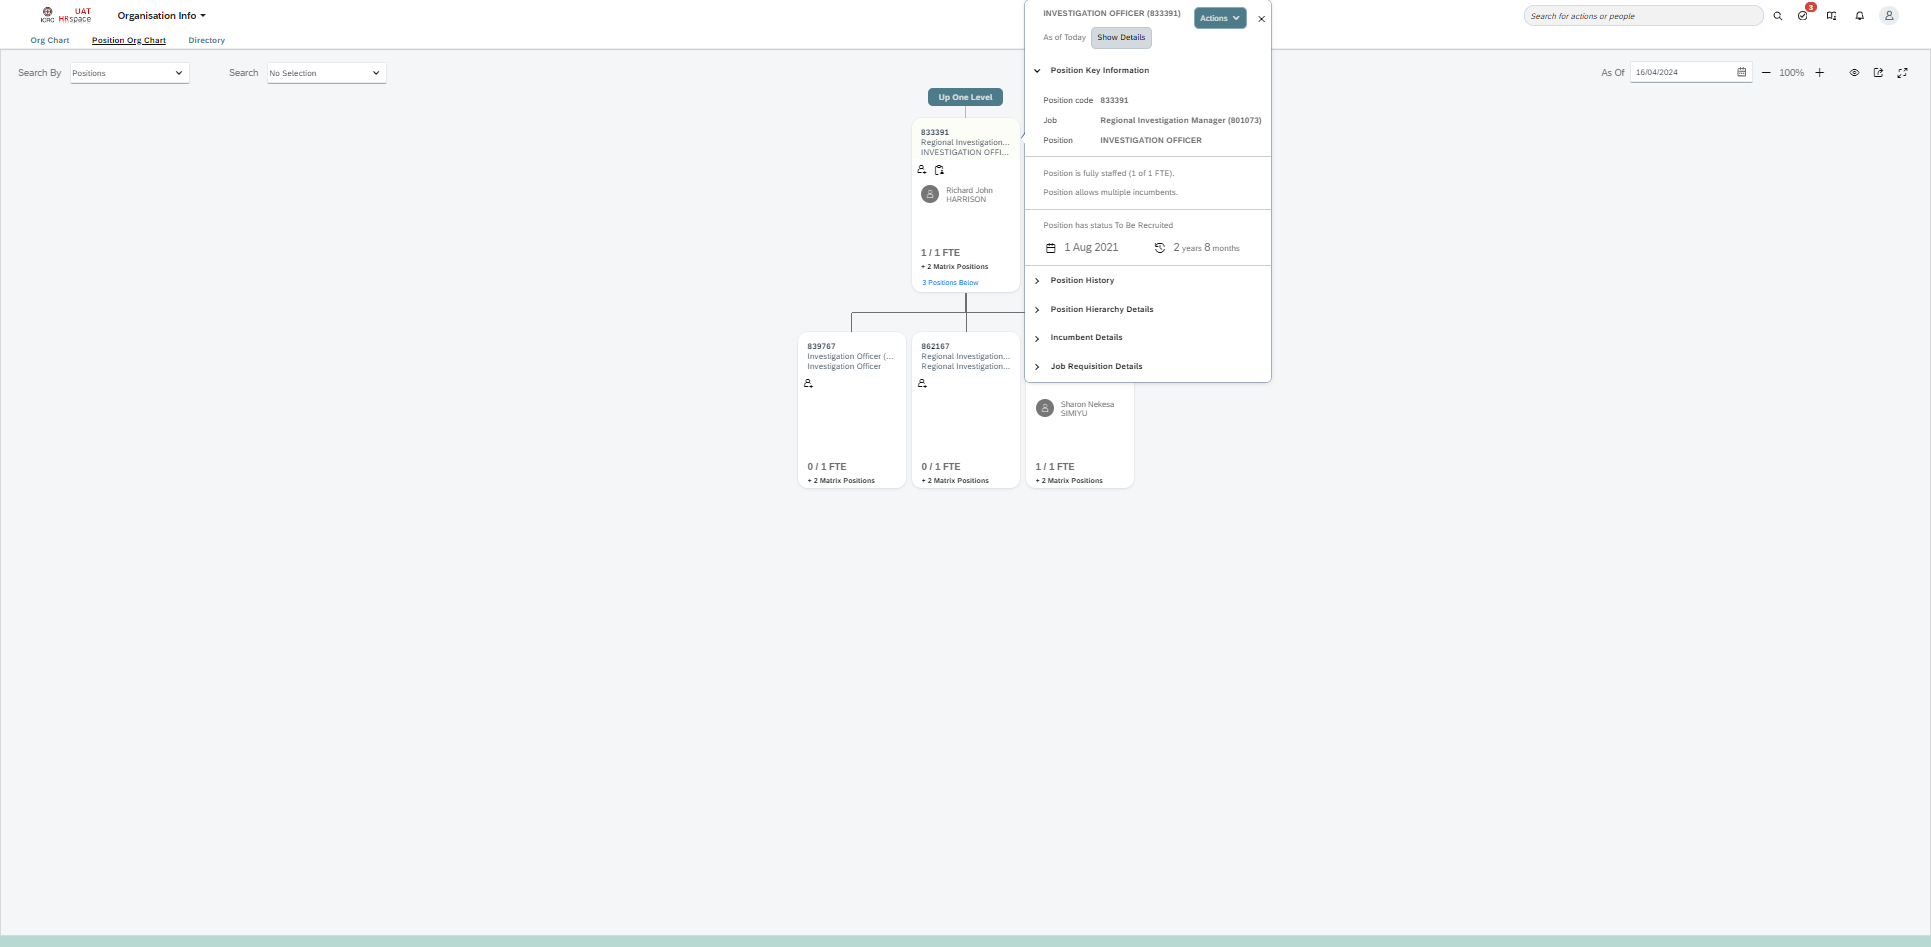 ICRC
UAT
HRspace
Organisation Info
Search for actions or people
3
Org Chart
Position Org Chart
Directory
Search By
Positions
Search
No Selection
As Of
16/04/2024
100%
Up One Level
833391
Regional Investigation...
INVESTIGATION OFFI...
Richard John
HARRISON
1 / 1 FTE
+ 2 Matrix Positions
3 Positions Below
INVESTIGATION OFFICER (833391)
Actions
As of Today
Show Details
Position Key Information
Position code 833391
Job Regional Investigation Manager (801073)
Position INVESTIGATION OFFICER
Position is fully staffed (1 of 1 FTE).
Position allows multiple incumbents.
Position has status To Be Recruited
1 Aug 2021
2 years 8 months
Position History
Position Hierarchy Details
Incumbent Details
Job Requisition Details
839767
Investigation Officer (...
Investigation Officer
0 / 1 FTE
+ 2 Matrix Positions
862167
Regional Investigation...
Regional Investigation...
0 / 1 FTE
+ 2 Matrix Positions
Sharon Nekesa
SIMIYU
1 / 1 FTE
+ 2 Matrix Positions